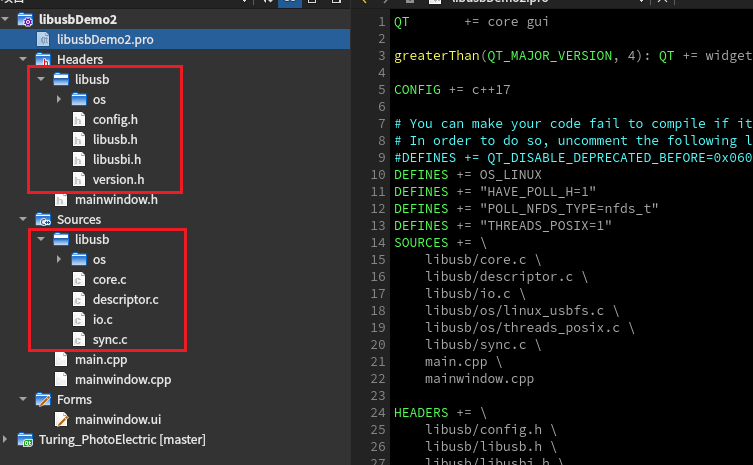 libusbDemo2
libusbDemo2.pro
Headers
libusb
os
config.h
libusb.h
libusbi.h
version.h
mainwindow.h
Sources
libusb
os
core.c
descriptor.c
io.c
sync.c
main.cpp
mainwindow.cpp
Forms
mainwindow.ui
Turing_PhotoElectric [master]
1 QT       += core gui
2
3 greaterThan(QT_MAJOR_VERSION, 4): QT += widget
4
5 CONFIG += c++17
6
7 # You can make your code fail to compile if it
8 # In order to do so, uncomment the following l
9 #DEFINES += QT_DISABLE_DEPRECATED_BEFORE=0x060
10 DEFINES += OS_LINUX
11 DEFINES += "HAVE_POLL_H=1"
12 DEFINES += "POLL_NFDS_TYPE=nfds_t"
13 DEFINES += "THREADS_POSIX=1"
14 SOURCES += \
15     libusb/core.c \
16     libusb/descriptor.c \
17     libusb/io.c \
18     libusb/os/linux_usbfs.c \
19     libusb/os/threads_posix.c \
20     libusb/sync.c \
21     main.cpp \
22     mainwindow.cpp
23
24 HEADERS += \
25     libusb/config.h \
26     libusb/libusb.h \
27     libusb/libusbi.h \